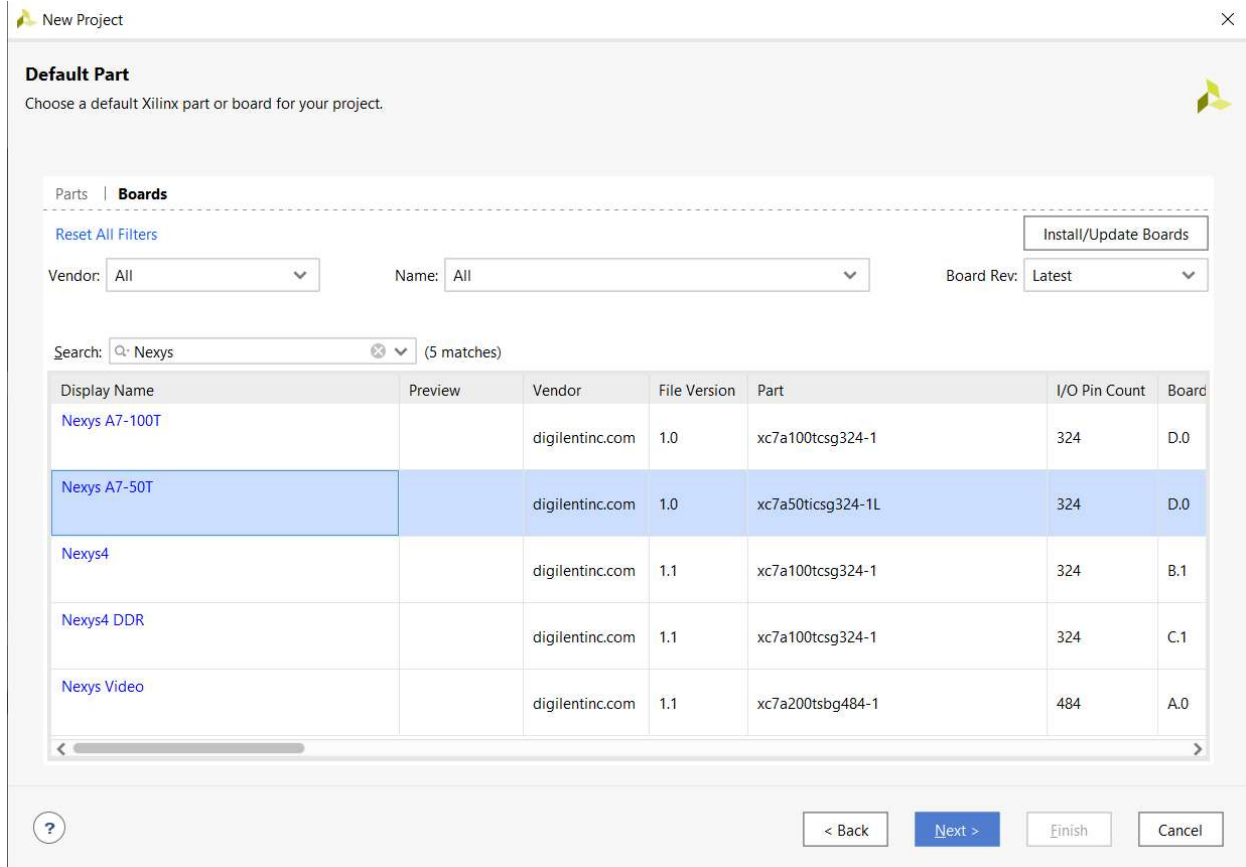 New Project
Default Part
Choose a default Xilinx part or board for your project.
Parts | Boards
Reset All Filters
Install/Update Boards
Vendor: All Name: All Board Rev: Latest
Search: Nexys (5 matches)
Display Name Preview Vendor File Version Part I/O Pin Count Board
Nexys A7-100T digilentinc.com 1.0 xc7a100tcsg324-1 324 D.0
Nexys A7-50T digilentinc.com 1.0 xc7a50ticsg324-1L 324 D.0
Nexys4 digilentinc.com 1.1 xc7a100tcsg324-1 324 B.1
Nexys4 DDR digilentinc.com 1.1 xc7a100tcsg324-1 324 C.1
Nexys Video digilentinc.com 1.1 xc7a200tsbg484-1 484 A.0
? < Back Next > Finish Cancel